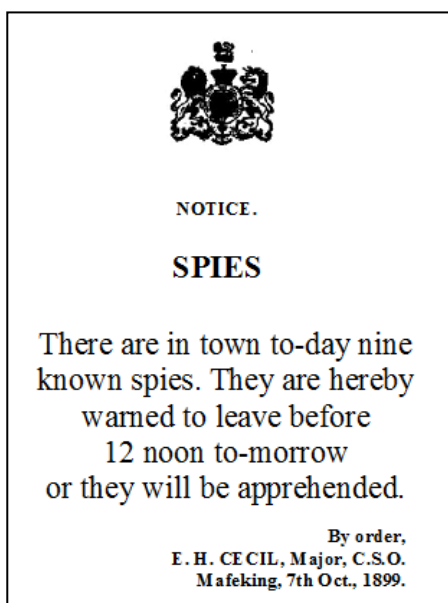 NOTICE.
SPIES
There are in town to-day nine
known spies. They are hereby
warned to leave before
12 noon to-morrow
or they will be apprehended.
By order,
E. H. CECIL, Major, C.S.O.
Mafeking, 7th Oct., 1899.